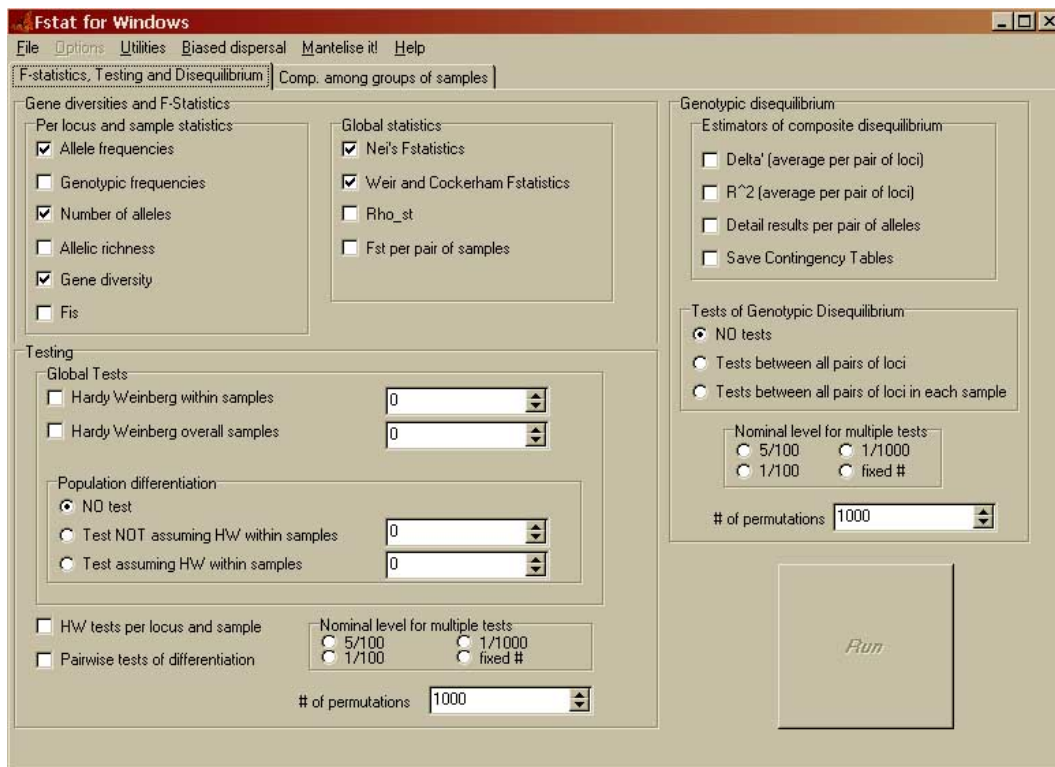 Fstat for Windows
File Options Utilities Biased dispersal Mantelise it! Help
F-statistics, Testing and Disequilibrium Comp. among groups of samples
Gene diversities and F-Statistics
Per locus and sample statistics
Allele frequencies
Genotypic frequencies
Number of alleles
Allelic richness
Gene diversity
Fis
Global statistics
Nei's Fstatistics
Weir and Cockerham Fstatistics
Rho_st
Fst per pair of samples
Testing
Global Tests
Hardy Weinberg within samples 0
Hardy Weinberg overall samples 0
Population differentiation
NO test
Test NOT assuming HW within samples 0
Test assuming HW within samples 0
HW tests per locus and sample
Pairwise tests of differentiation
Nominal level for multiple tests
5/100 1/1000
1/100 fixed #
# of permutations 1000
Genotypic disequilibrium
Estimators of composite disequilibrium
Delta' (average per pair of loci)
R^2 (average per pair of loci)
Detail results per pair of alleles
Save Contingency Tables
Tests of Genotypic Disequilibrium
NO tests
Tests between all pairs of loci
Tests between all pairs of loci in each sample
Nominal level for multiple tests
5/100 1/1000
1/100 fixed #
# of permutations 1000
Run